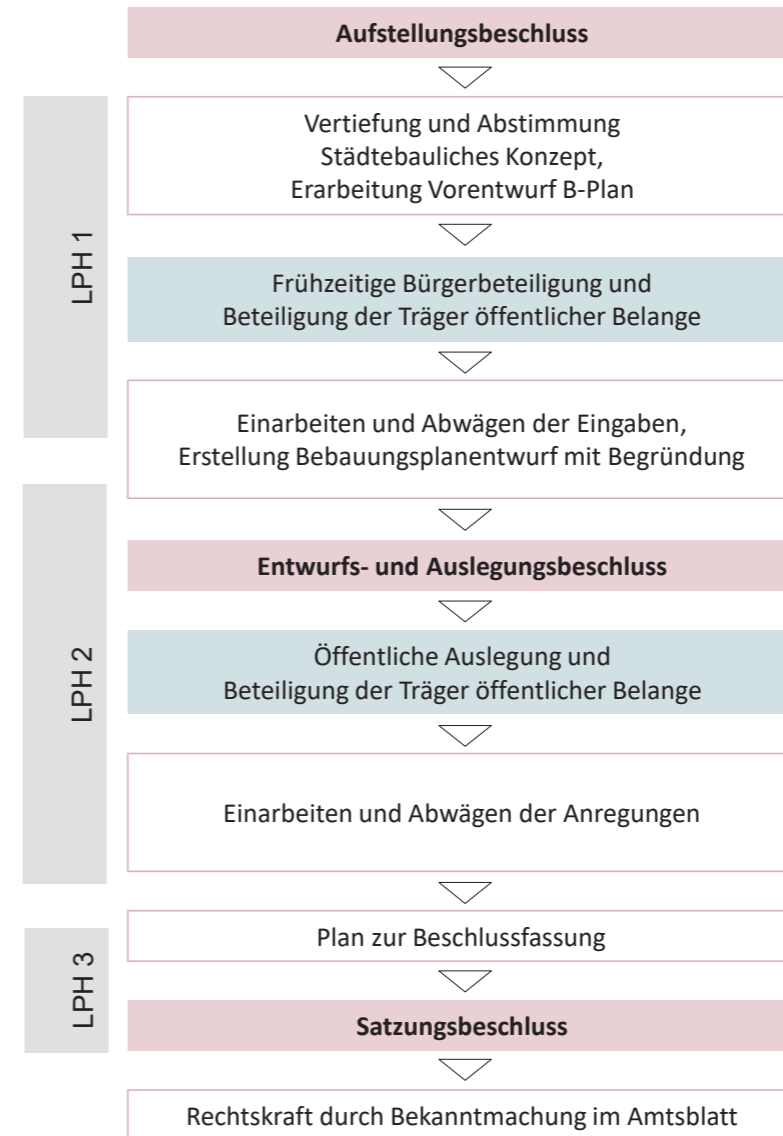 Aufstellungsbeschluss
LPH 1
Vertiefung und Abstimmung
Städtebauliches Konzept,
Erarbeitung Vorentwurf B-Plan
Frühzeitige Bürgerbeteiligung und
Beteiligung der Träger öffentlicher Belange
Einarbeiten und Abwägen der Eingaben,
Erstellung Bebauungsplanentwurf mit Begründung
LPH 2
Entwurfs- und Auslegungsbeschluss
Öffentliche Auslegung und
Beteiligung der Träger öffentlicher Belange
Einarbeiten und Abwägen der Anregungen
LPH 3
Plan zur Beschlussfassung
Satzungsbeschluss
Rechtskraft durch Bekanntmachung im Amtsblatt